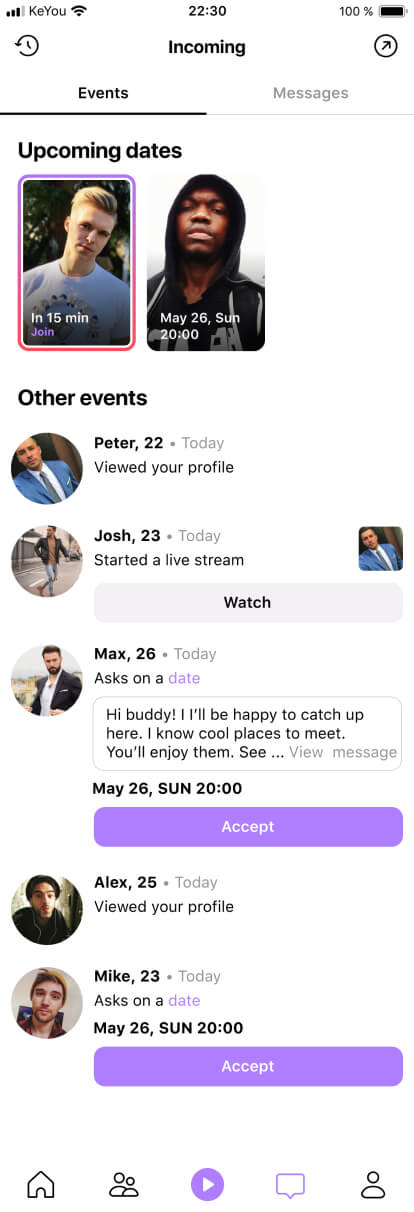 KeYou 22:30 100 %
Incoming
Events Messages
Upcoming dates
In 15 min
Join
May 26, Sun
20:00
Other events
Peter, 22 • Today
Viewed your profile
Josh, 23 • Today
Started a live stream
Watch
Max, 26 • Today
Asks on a date
Hi buddy! I I'll be happy to catch up
here. I know cool places to meet.
You'll enjoy them. See ... View message
May 26, SUN 20:00
Accept
Alex, 25 • Today
Viewed your profile
Mike, 23 • Today
Asks on a date
May 26, SUN 20:00
Accept